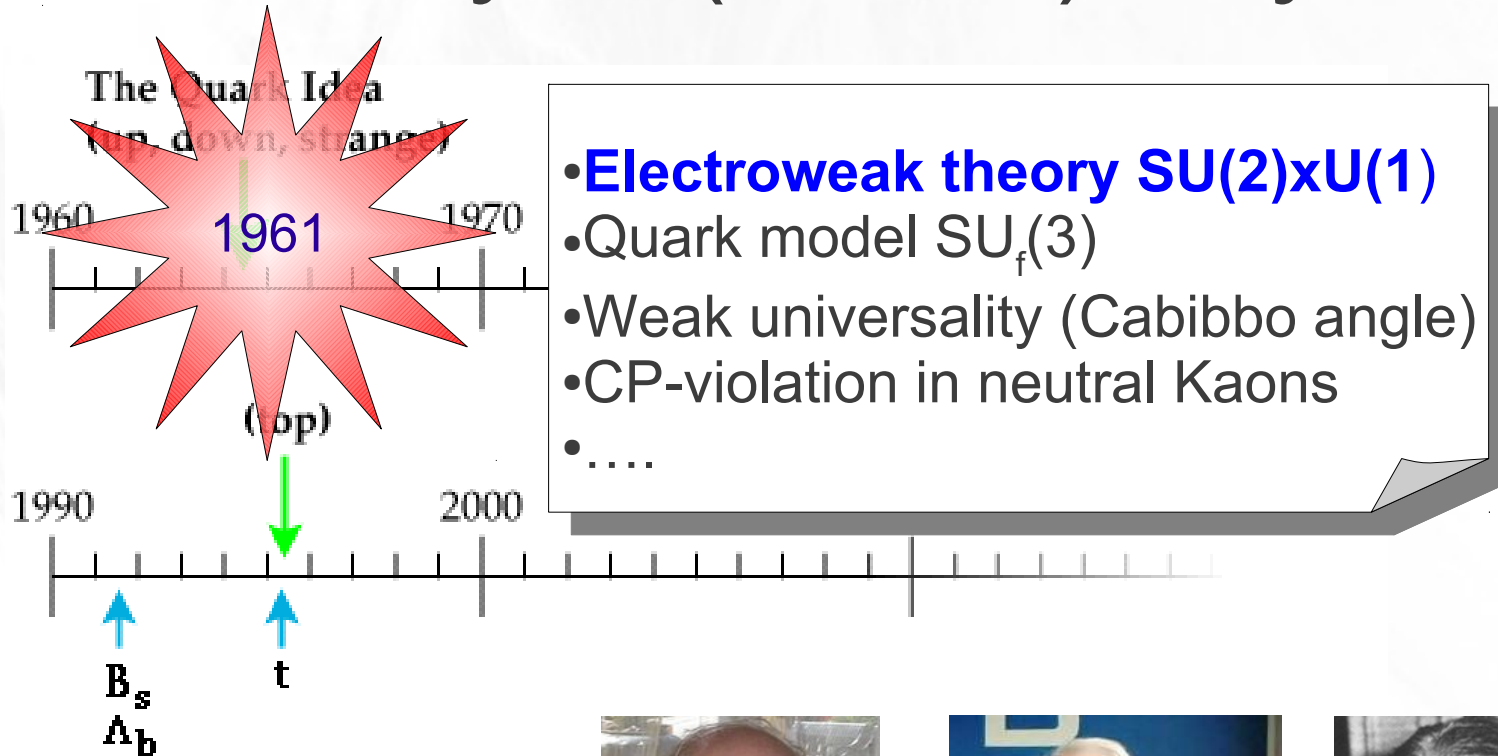 The Quark Idea
(up, down, strange)
1960
1961
1970
•Electroweak theory SU(2)xU(1)
•Quark model SUf(3)
•Weak universality (Cabibbo angle)
•CP-violation in neutral Kaons
•....
(top)
1990
2000
Bs
t
Λb